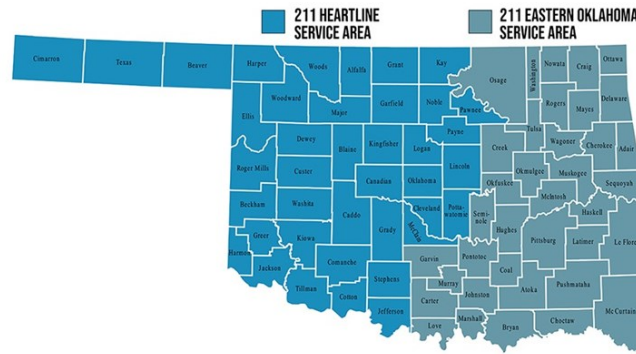 211 HEARTLINE
SERVICE AREA
211 EASTERN OKLAHOMA
SERVICE AREA
Cimarron
Texas
Beaver
Harper
Woods
Alfalfa
Grant
Kay
Osage
Washington
Nowata
Craig
Ottawa
Woodward
Major
Garfield
Noble
Pawnee
Rogers
Mayes
Delaware
Ellis
Dewey
Blaine
Kingfisher
Logan
Payne
Creek
Tulsa
Wagoner
Cherokee
Adair
Roger Mills
Custer
Canadian
Oklahoma
Lincoln
Okfuskee
Okmulgee
Muskogee
Sequoyah
Beckham
Washita
Caddo
Grady
McClain
Cleveland
Potta-
watomie
Semi-
nole
Hughes
McIntosh
Haskell
Pittsburg
Latimer
Le Flore
Greer
Kiowa
Harmon
Jackson
Comanche
Stephens
Garvin
Pontotoc
Coal
Tillman
Cotton
Jefferson
Carter
Murray
Johnston
Atoka
Pushmataha
McCurtain
Love
Marshall
Bryan
Choctaw